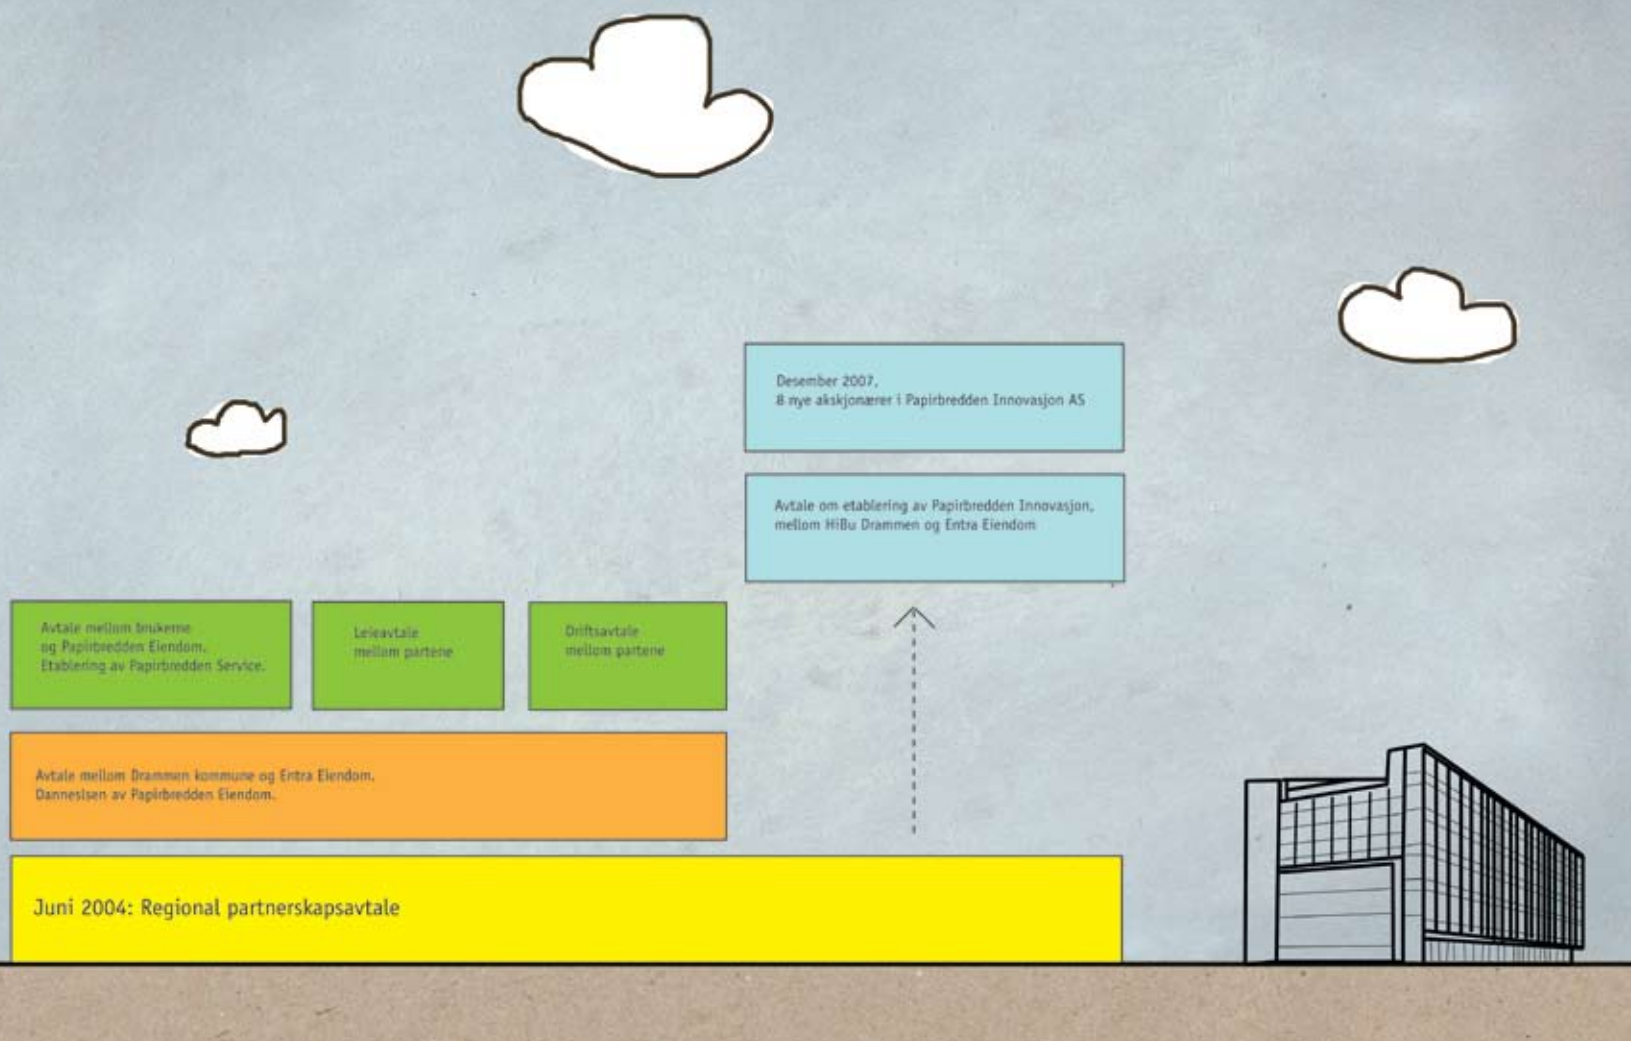 Desember 2007,
8 nye akskjonærer i Papirbredden Innovasjon AS
Avtale om etablering av Papirbredden Innovasjon,
mellom HiBu Drammen og Entra Eiendom
Avtale mellom brukerne
og Papirbredden Eiendom.
Etablering av Papirbredden Service.
Leieavtale
mellom partene
Driftsavtale
mellom partene
Avtale mellom Drammen kommune og Entra Eiendom.
Danneslsen av Papirbredden Eiendom.
Juni 2004: Regional partnerskapsavtale